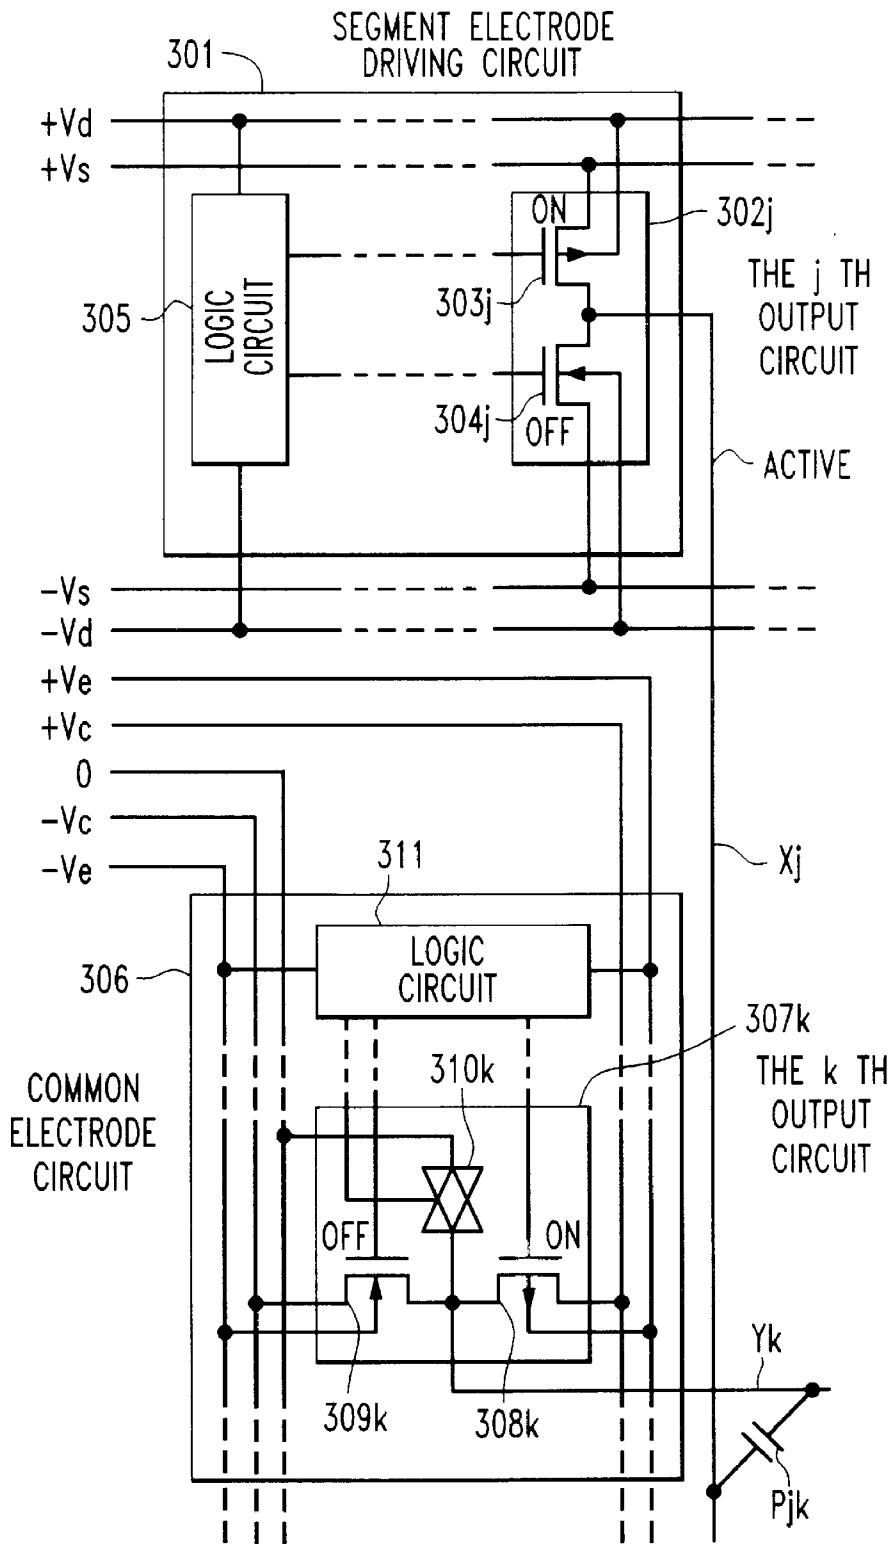 SEGMENT ELECTRODE
DRIVING CIRCUIT
301
+Vd
+Vs
ON
302j
303j
THE j TH
OUTPUT
CIRCUIT
305
LOGIC
CIRCUIT
304j
OFF
ACTIVE
-Vs
-Vd
+Ve
+Vc
0
-Vc
-Ve
Xj
311
LOGIC
CIRCUIT
306
307k
310k
THE k TH
OUTPUT
CIRCUIT
COMMON
ELECTRODE
CIRCUIT
OFF
ON
Yk
309k
308k
Pjk